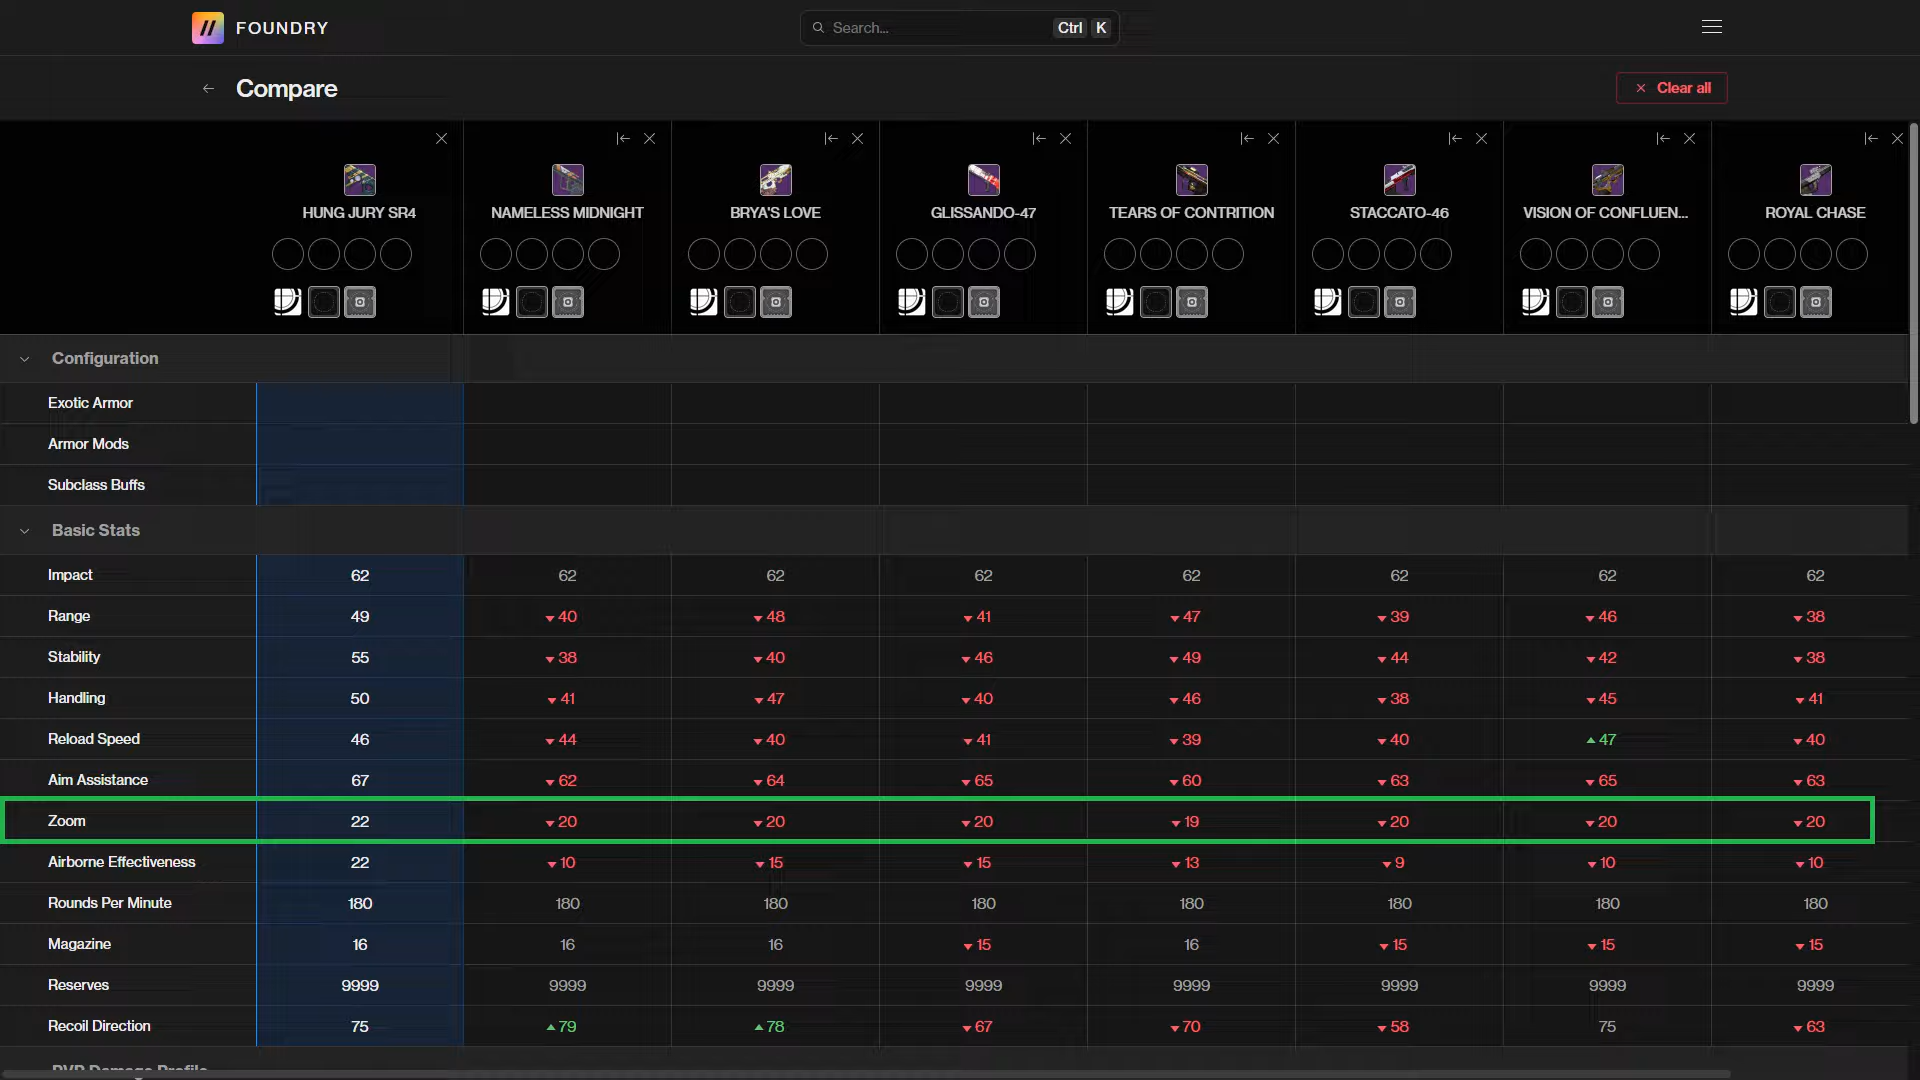 FOUNDRY
Search...
Ctrl K
Compare
Clear all
HUNG JURY SR4 NAMELESS MIDNIGHT BRYA'S LOVE GLISSANDO-47 TEARS OF CONTRITION STACCATO-46 VISION OF CONFLUEN... ROYAL CHASE
Configuration
Exotic Armor
Armor Mods
Subclass Buffs
Basic Stats
Impact 62 62 62 62 62 62 62 62
Range 49 40 48 41 47 39 46 38
Stability 55 38 40 46 49 44 42 38
Handling 50 41 47 40 46 38 45 41
Reload Speed 46 44 40 41 39 40 47 40
Aim Assistance 67 62 64 65 60 63 65 63
Zoom 22 20 20 20 19 20 20 20
Airborne Effectiveness 22 10 15 15 13 9 10 10
Rounds Per Minute 180 180 180 180 180 180 180 180
Magazine 16 16 16 15 16 15 15 15
Reserves 9999 9999 9999 9999 9999 9999 9999 9999
Recoil Direction 75 79 78 67 70 58 75 63
PVP Damage Profile